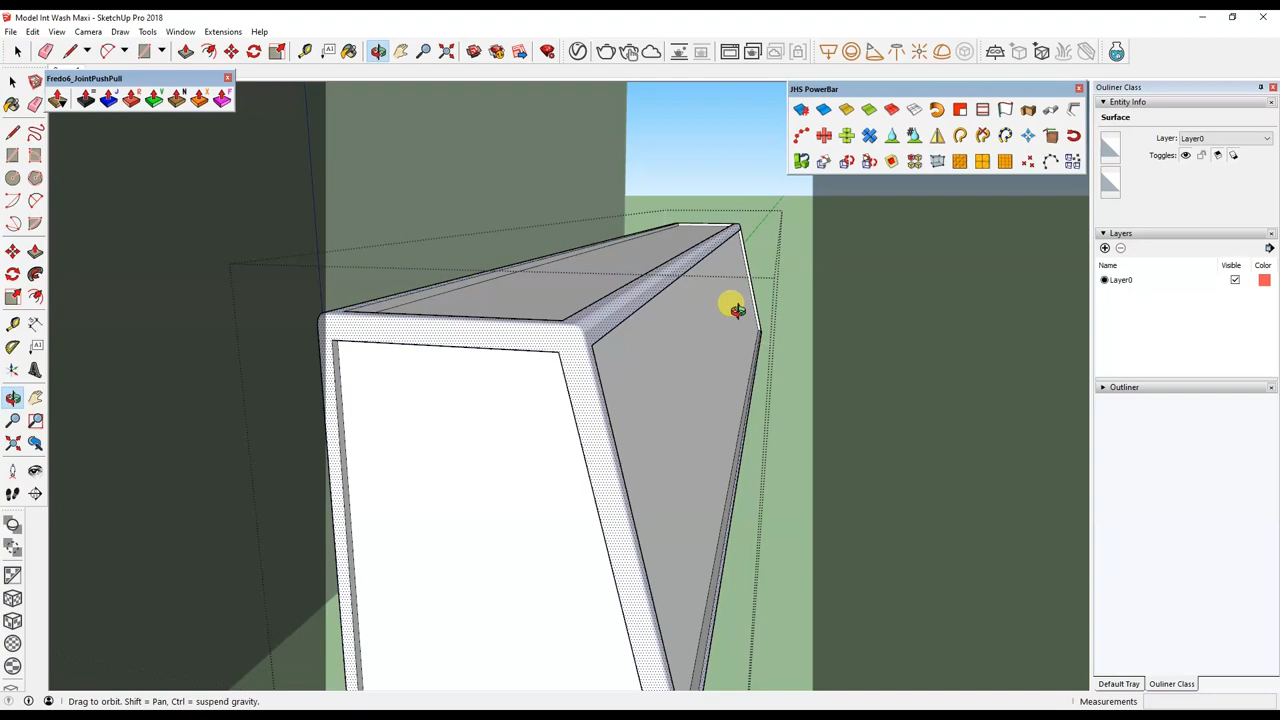 Model Int Wash Maxi - SketchUp Pro 2018
File Edit View Camera Draw Tools Window Extensions Help
Fredo6_JointPushPull
JHS PowerBar
Outliner Class
Entity Info
Surface
Layer: Layer0
Toggles:
Layers
Name Visible Color
Layer0
Outliner
Default Tray Outliner Class
Drag to orbit. Shift = Pan, Ctrl = suspend gravity.
Measurements